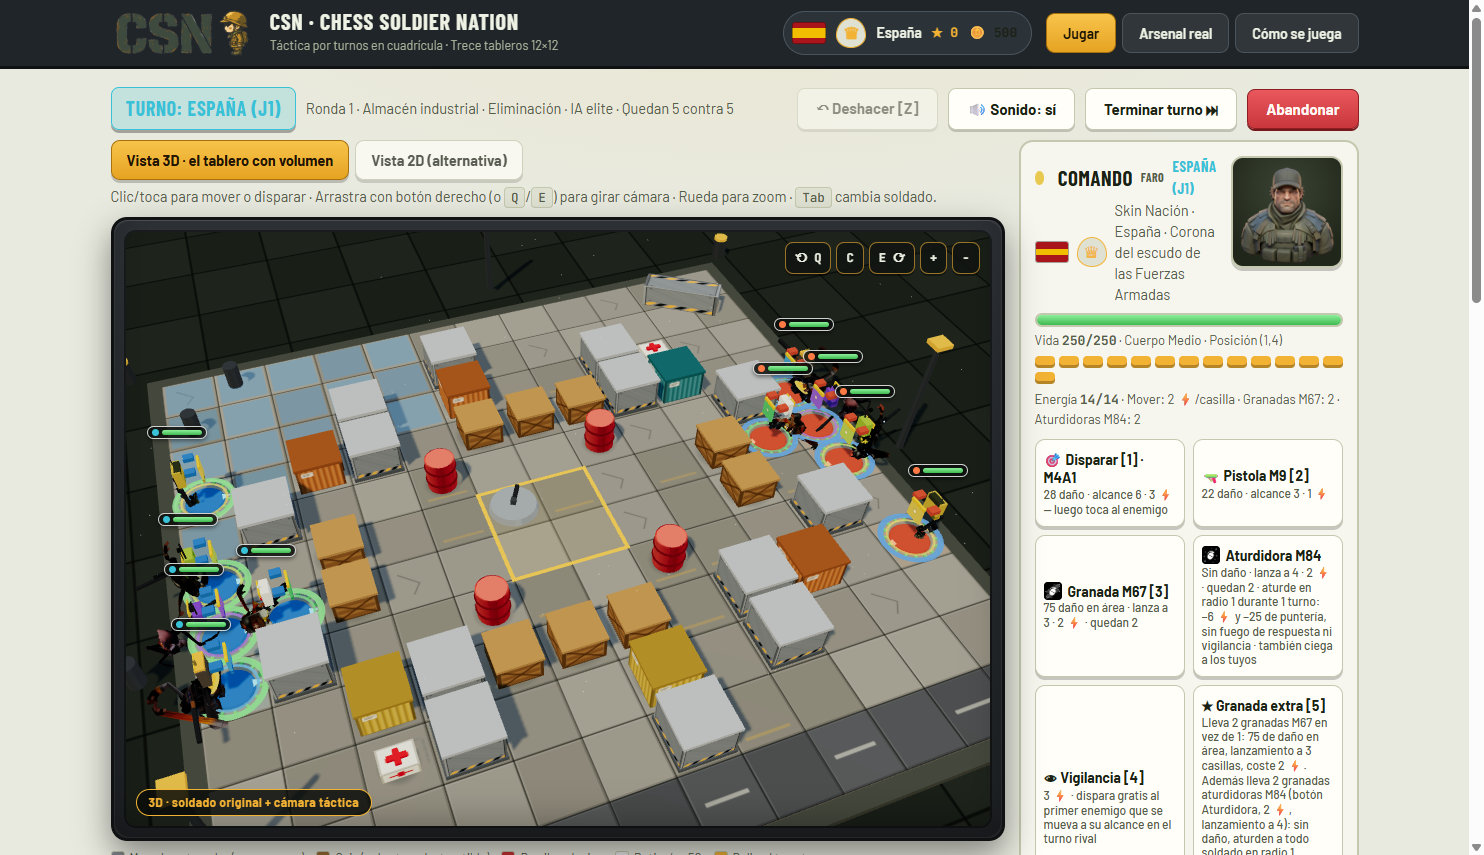 CSN
CSN · CHESS SOLDIER NATION
Táctica por turnos en cuadrícula · Trece tableros 12×12
España ★ 0 500
Jugar
Arsenal real
Cómo se juega
TURNO: ESPAÑA (J1)
Ronda 1 · Almacén industrial · Eliminación · IA elite · Quedan 5 contra 5
↶ Deshacer [Z]
Sonido: sí
Terminar turno ⏭
Abandonar
Vista 3D · el tablero con volumen
Vista 2D (alternativa)
Clic/toca para mover o disparar · Arrastra con botón derecho (o Q / E ) para girar cámara · Rueda para zoom · Tab cambia soldado.
⟲ Q
C
E ⟳
+
-
3D · soldado original + cámara táctica
COMANDO FARO ESPAÑA
(J1)
Skin Nación ·
España · Corona
del escudo de
las Fuerzas
Armadas
Vida 250/250 · Cuerpo Medio · Posición (1,4)
Energía 14/14 · Mover: 2 ⚡ /casilla · Granadas M67: 2 ·
Aturdidoras M84: 2
Disparar [1] ·
M4A1
28 daño · alcance 6 · 3 ⚡
— luego toca al enemigo
Pistola M9 [2]
22 daño · alcance 3 · 1 ⚡
Granada M67 [3]
75 daño en área · lanza a
3 · 2 ⚡ · quedan 2
Aturdidora M84
Sin daño · lanza a 4 · 2 ⚡
· quedan 2 · aturde en
radio 1 durante 1 turno:
−6 ⚡ y −25 de puntería,
sin fuego de respuesta ni
vigilancia · también ciega
a los tuyos
Vigilancia [4]
3 ⚡ · dispara gratis al
primer enemigo que se
mueva a su alcance en el
turno rival
★ Granada extra [5]
Lleva 2 granadas M67 en
vez de 1: 75 de daño en
área, lanzamiento a 3
casillas, coste 2 ⚡ .
Además lleva 2 granadas
aturdidoras M84 (botón
Aturdidora, 2 ⚡ ,
lanzamiento a 4): sin
daño, aturden a todo
soldado en radio 1